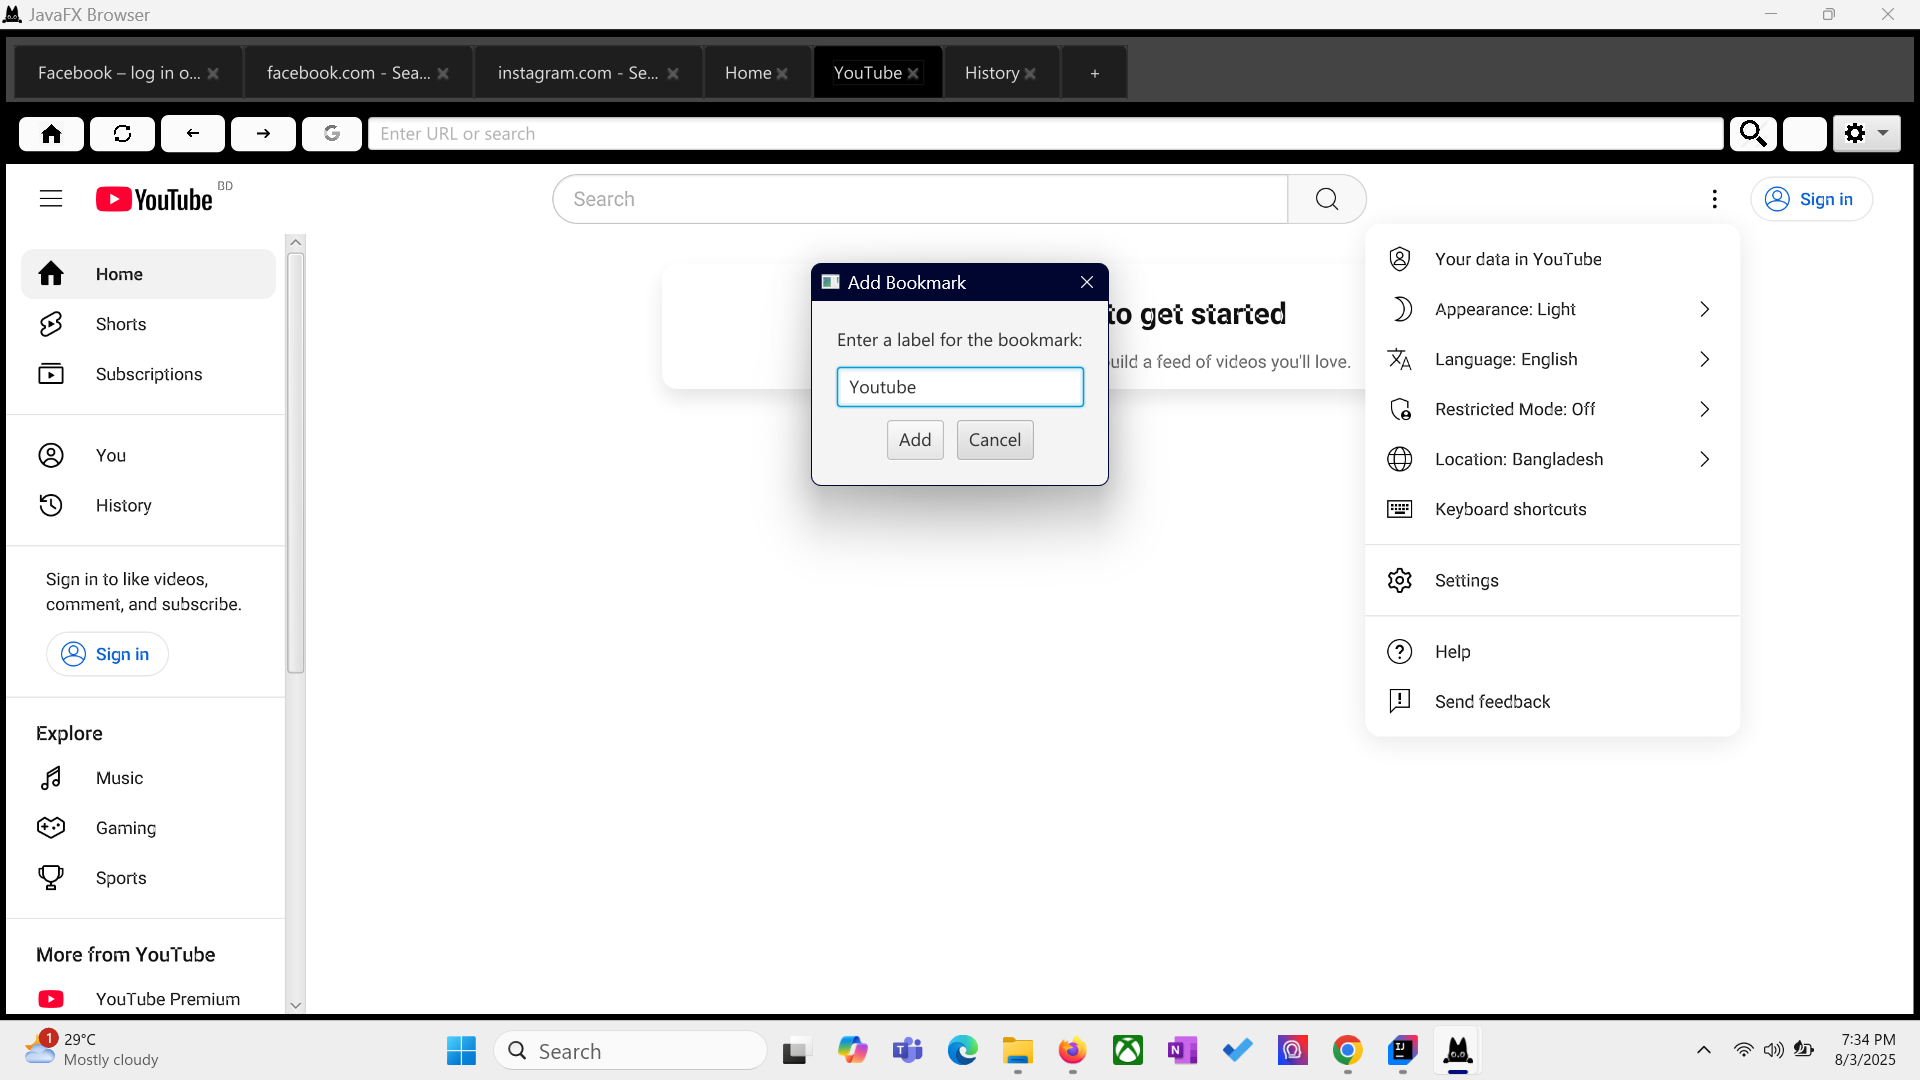 JavaFX Browser
Facebook – log in o...
facebook.com - Sea...
instagram.com - Se...
Home
YouTube
History
+
Enter URL or search
YouTube BD
Search
Sign in
Home
Shorts
Subscriptions
You
History
Sign in to like videos,
comment, and subscribe.
Sign in
Explore
Music
Gaming
Sports
More from YouTube
YouTube Premium
Add Bookmark
Enter a label for the bookmark:
Youtube
Add
Cancel
to get started
a feed of videos you'll love.
Your data in YouTube
Appearance: Light
Language: English
Restricted Mode: Off
Location: Bangladesh
Keyboard shortcuts
Settings
Help
Send feedback
1
29°C
Mostly cloudy
Search
7:34 PM
8/3/2025